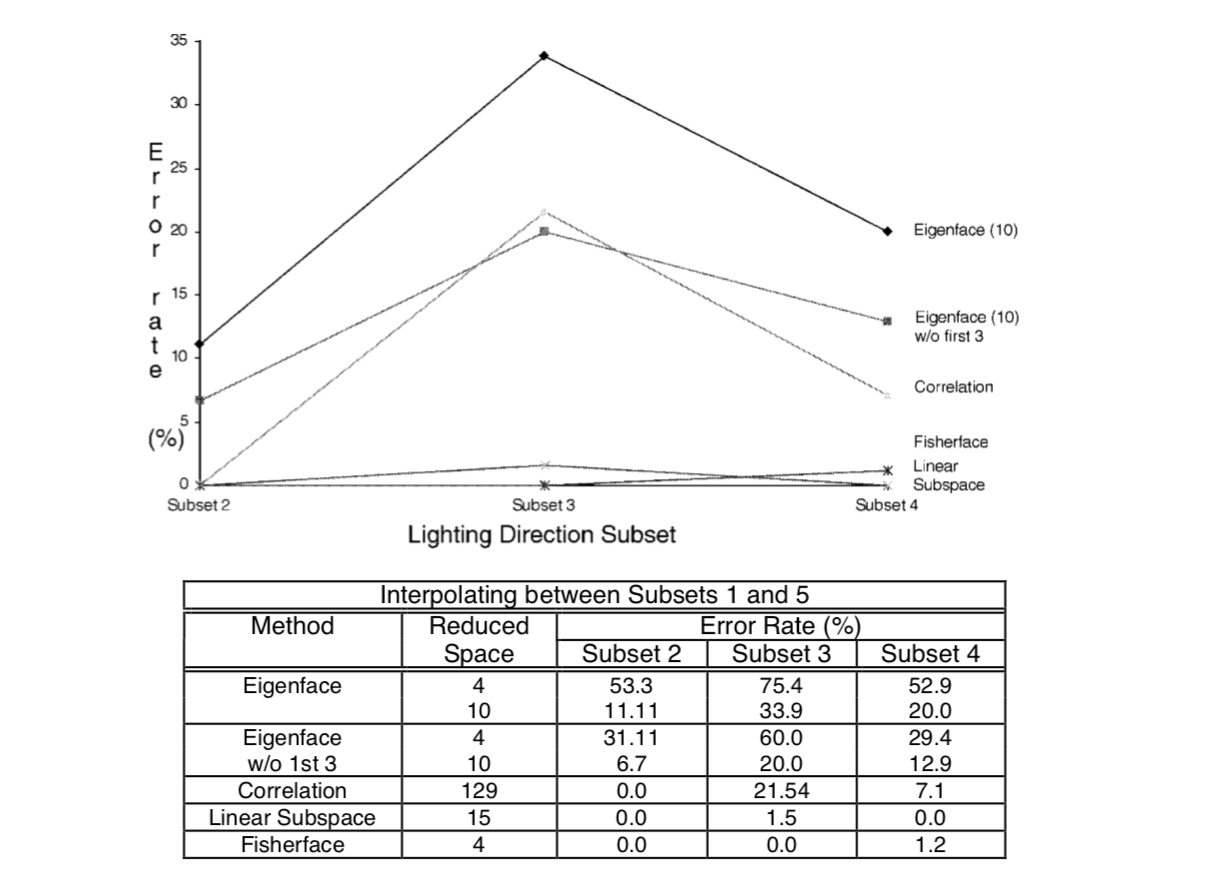 35
30
25
20
15
10
5
0
Error rate (%)
Eigenface (10)
Eigenface (10)
w/o first 3
Correlation
Fisherface
Linear
Subspace
Subset 2 Subset 3 Subset 4
Lighting Direction Subset
Interpolating between Subsets 1 and 5
Method Reduced Error Rate (%)
Space Subset 2 Subset 3 Subset 4
Eigenface 4 53.3 75.4 52.9
10 11.11 33.9 20.0
Eigenface 4 31.11 60.0 29.4
w/o 1st 3 10 6.7 20.0 12.9
Correlation 129 0.0 21.54 7.1
Linear Subspace 15 0.0 1.5 0.0
Fisherface 4 0.0 0.0 1.2